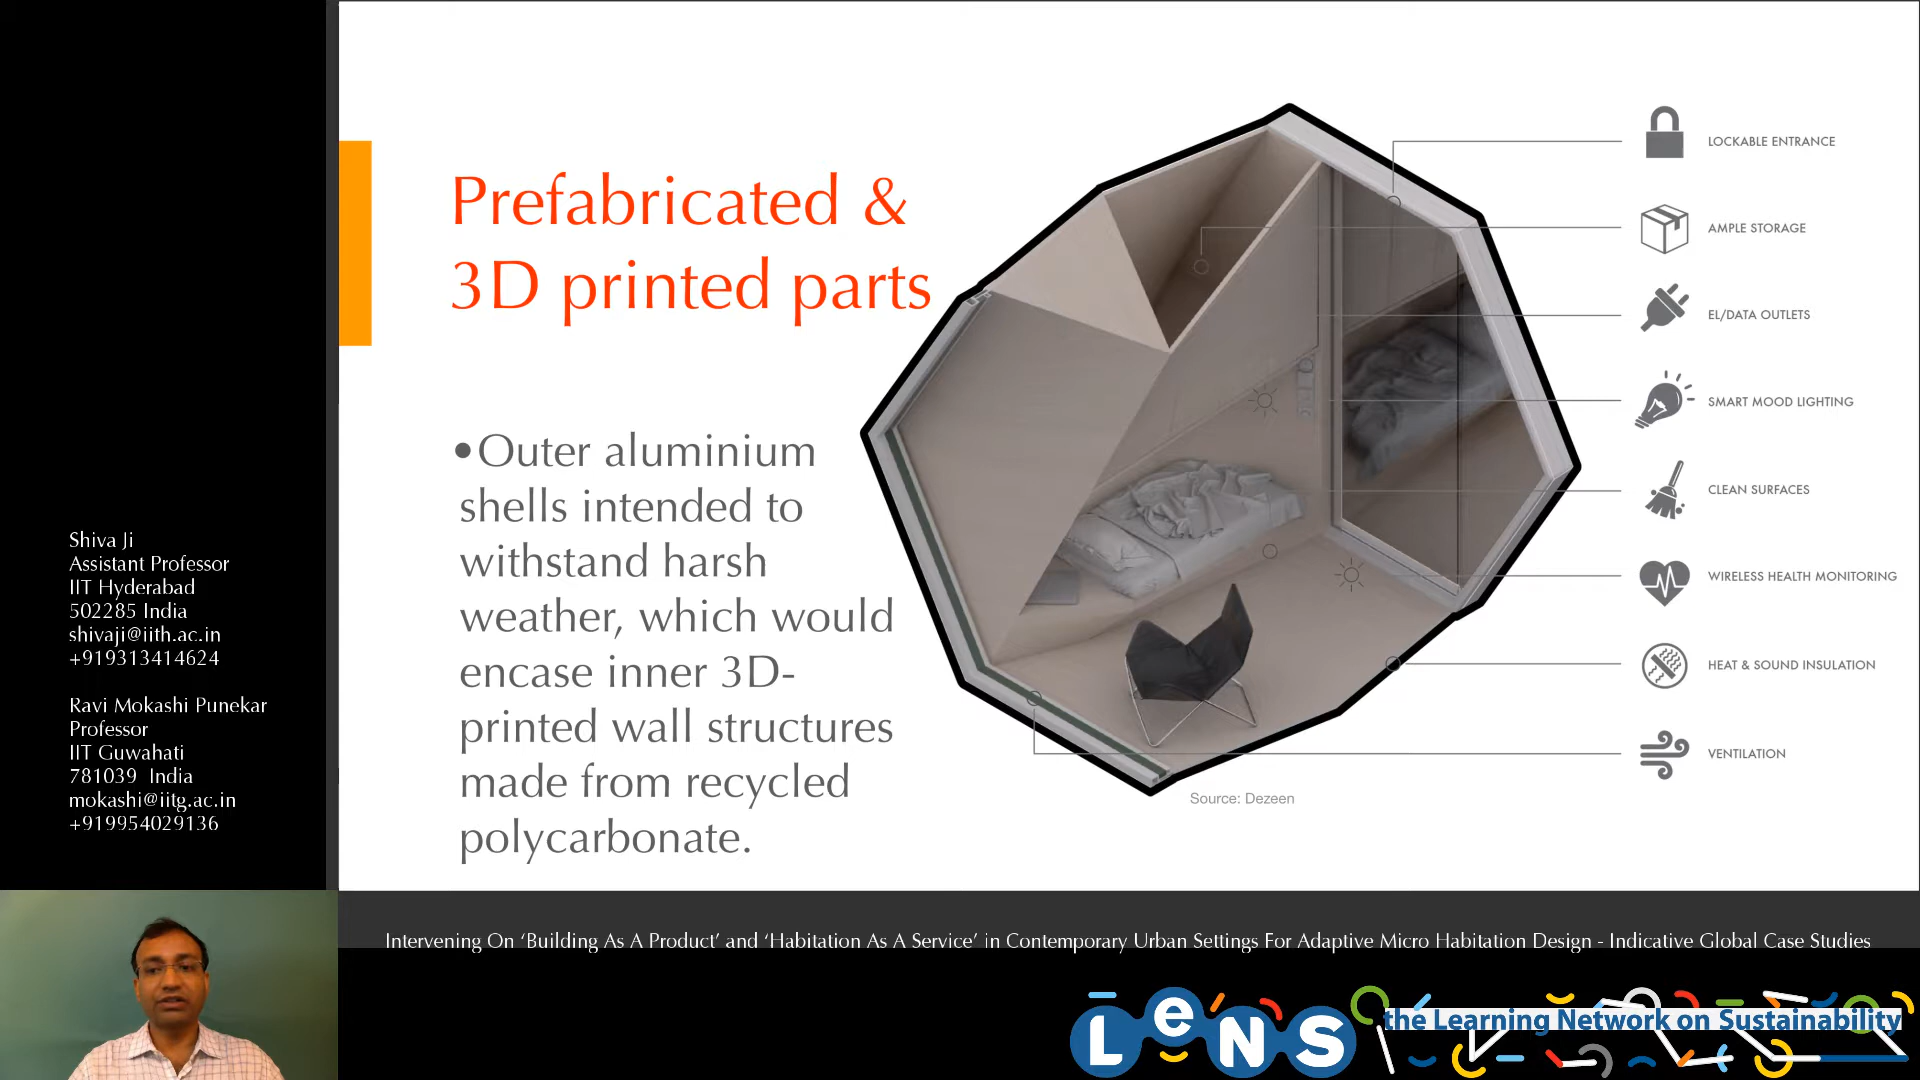 Prefabricated &
3D printed parts
•Outer aluminium
shells intended to
withstand harsh
weather, which would
encase inner 3D-
printed wall structures
made from recycled
polycarbonate.
LOCKABLE ENTRANCE
AMPLE STORAGE
EL/DATA OUTLETS
SMART MOOD LIGHTING
CLEAN SURFACES
WIRELESS HEALTH MONITORING
HEAT & SOUND INSULATION
VENTILATION
Source: Dezeen
Shiva Ji
Assistant Professor
IIT Hyderabad
502285 India
shivaji@iith.ac.in
+919313414624
Ravi Mokashi Punekar
Professor
IIT Guwahati
781039 India
mokashi@iitg.ac.in
+919954029136
Intervening On ‘Building As A Product’ and ‘Habitation As A Service’ in Contemporary Urban Settings For Adaptive Micro Habitation Design - Indicative Global Case Studies
LeNS
the Learning Network on Sustainability